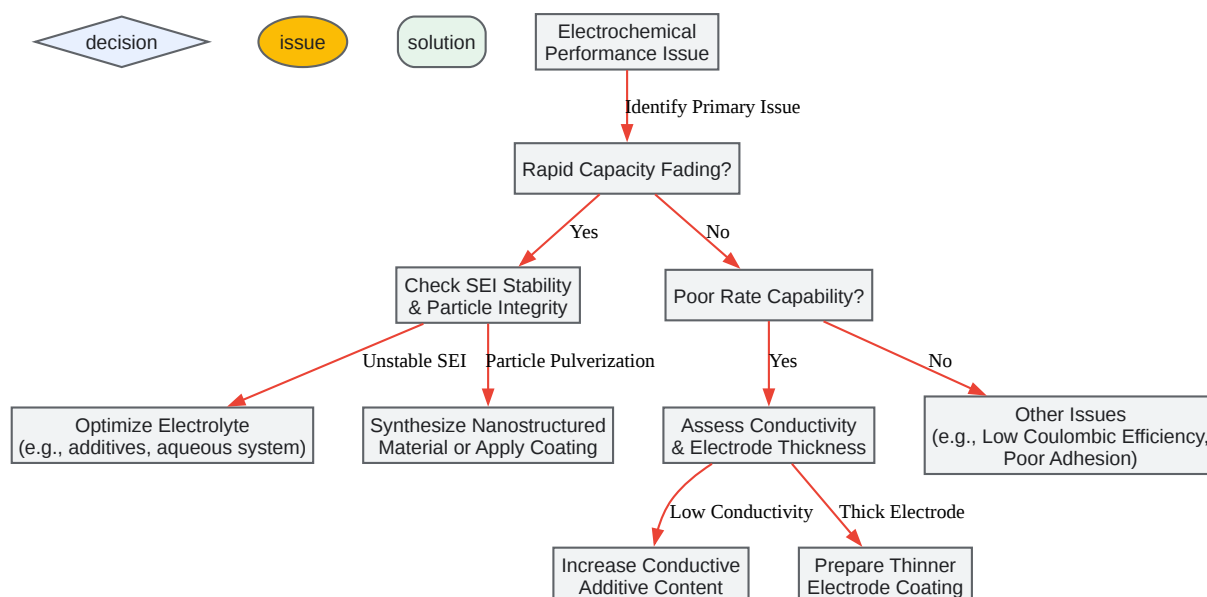 decision
issue
solution
Electrochemical
Performance Issue
Identify Primary Issue
Rapid Capacity Fading?
Yes
No
Check SEI Stability
& Particle Integrity
Poor Rate Capability?
Unstable SEI
Particle Pulverization
Yes
No
Optimize Electrolyte
(e.g., additives, aqueous system)
Synthesize Nanostructured
Material or Apply Coating
Assess Conductivity
& Electrode Thickness
Other Issues
(e.g., Low Coulombic Efficiency,
Poor Adhesion)
Low Conductivity
Thick Electrode
Increase Conductive
Additive Content
Prepare Thinner
Electrode Coating